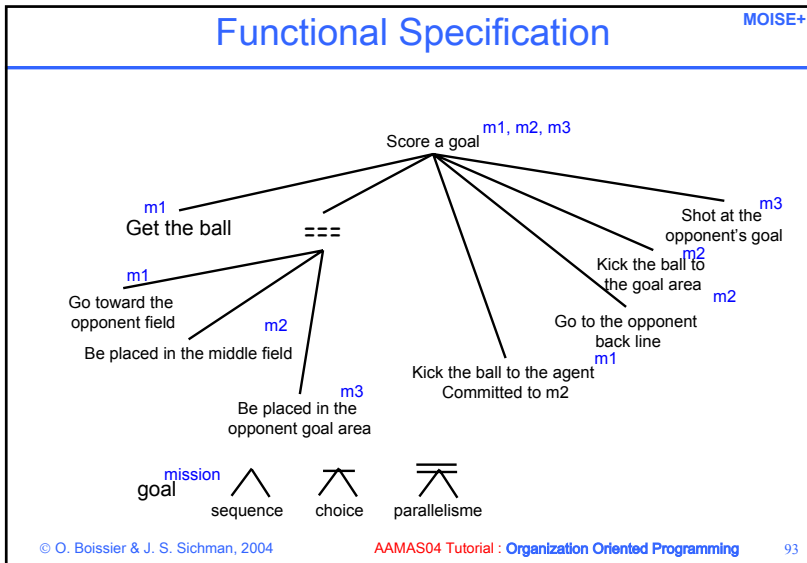 Functional Specification
MOISE+
Score a goal
m1, m2, m3
m1
Get the ball
===
m3
Shot at the
opponent's goal
m2
Kick the ball to
the goal area
m2
Go to the opponent
back line
m1
Kick the ball to the agent
Committed to m2
m1
Go toward the
opponent field
m2
Be placed in the middle field
m3
Be placed in the
opponent goal area
mission
goal
sequence
choice
parallelisme
© O. Boissier & J. S. Sichman, 2004
AAMAS04 Tutorial : Organization Oriented Programming
93